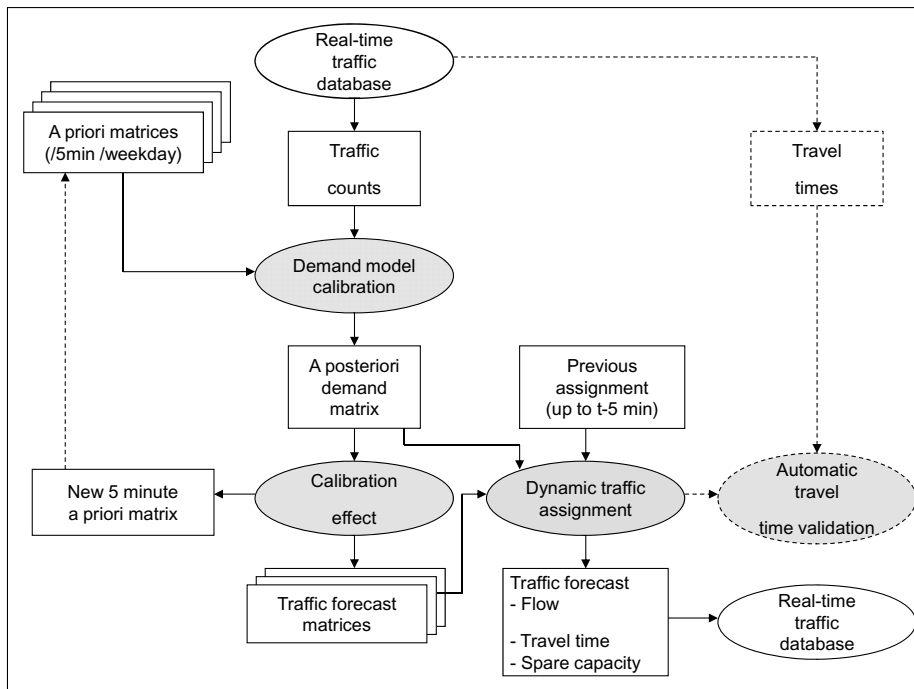 Real-time
traffic
database
A priori matrices
(/5min /weekday)
Traffic
counts
Travel
times
Demand model
calibration
A posteriori
demand
matrix
Previous
assignment
(up to t-5 min)
New 5 minute
a priori matrix
Calibration
effect
Dynamic traffic
assignment
Automatic
travel
time validation
Traffic forecast
matrices
Traffic forecast
- Flow
- Travel time
- Spare capacity
Real-time
traffic
database